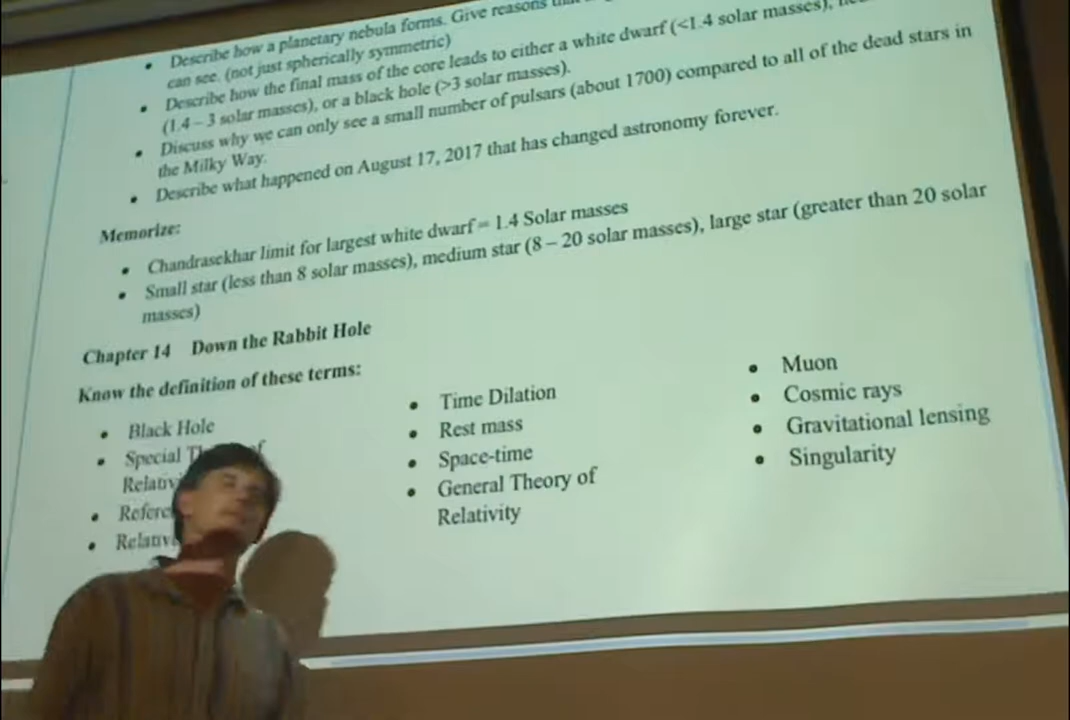 Describe how a planetary nebula forms. Give reasons
can see. (not just spherically symmetric)
Describe how the final mass of the core leads to either a white dwarf (<1.4 solar masses),
(1.4 – 3 solar masses), or a black hole (>3 solar masses).
Discuss why we can only see a small number of pulsars (about 1700) compared to all of the dead stars in
the Milky Way.
Describe what happened on August 17, 2017 that has changed astronomy forever.
Memorize:
Chandrasekhar limit for largest white dwarf = 1.4 Solar masses
Small star (less than 8 solar masses), medium star (8 – 20 solar masses), large star (greater than 20 solar
masses)
Chapter 14 Down the Rabbit Hole
Know the definition of these terms:
Black Hole
Special
Time Dilation
Rest mass
Space-time
General Theory of
Relativity
Muon
Cosmic rays
Gravitational lensing
Singularity